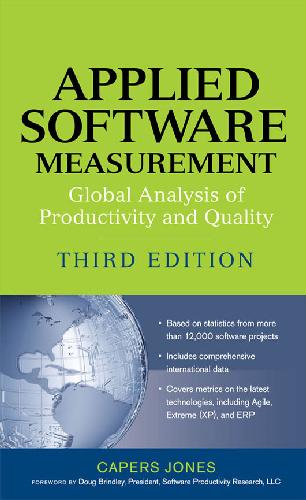 APPLIED
SOFTWARE
MEASUREMENT
Global Analysis of
Productivity and Quality
THIRD EDITION
• Based on statistics from more
than 12,000 software projects
• Includes comprehensive
international data
• Covers metrics on the latest
technologies, including Agile,
Extreme (XP), and ERP
CAPERS JONES
FOREWORD BY Doug Brindley, President, Software Productivity Research, LLC